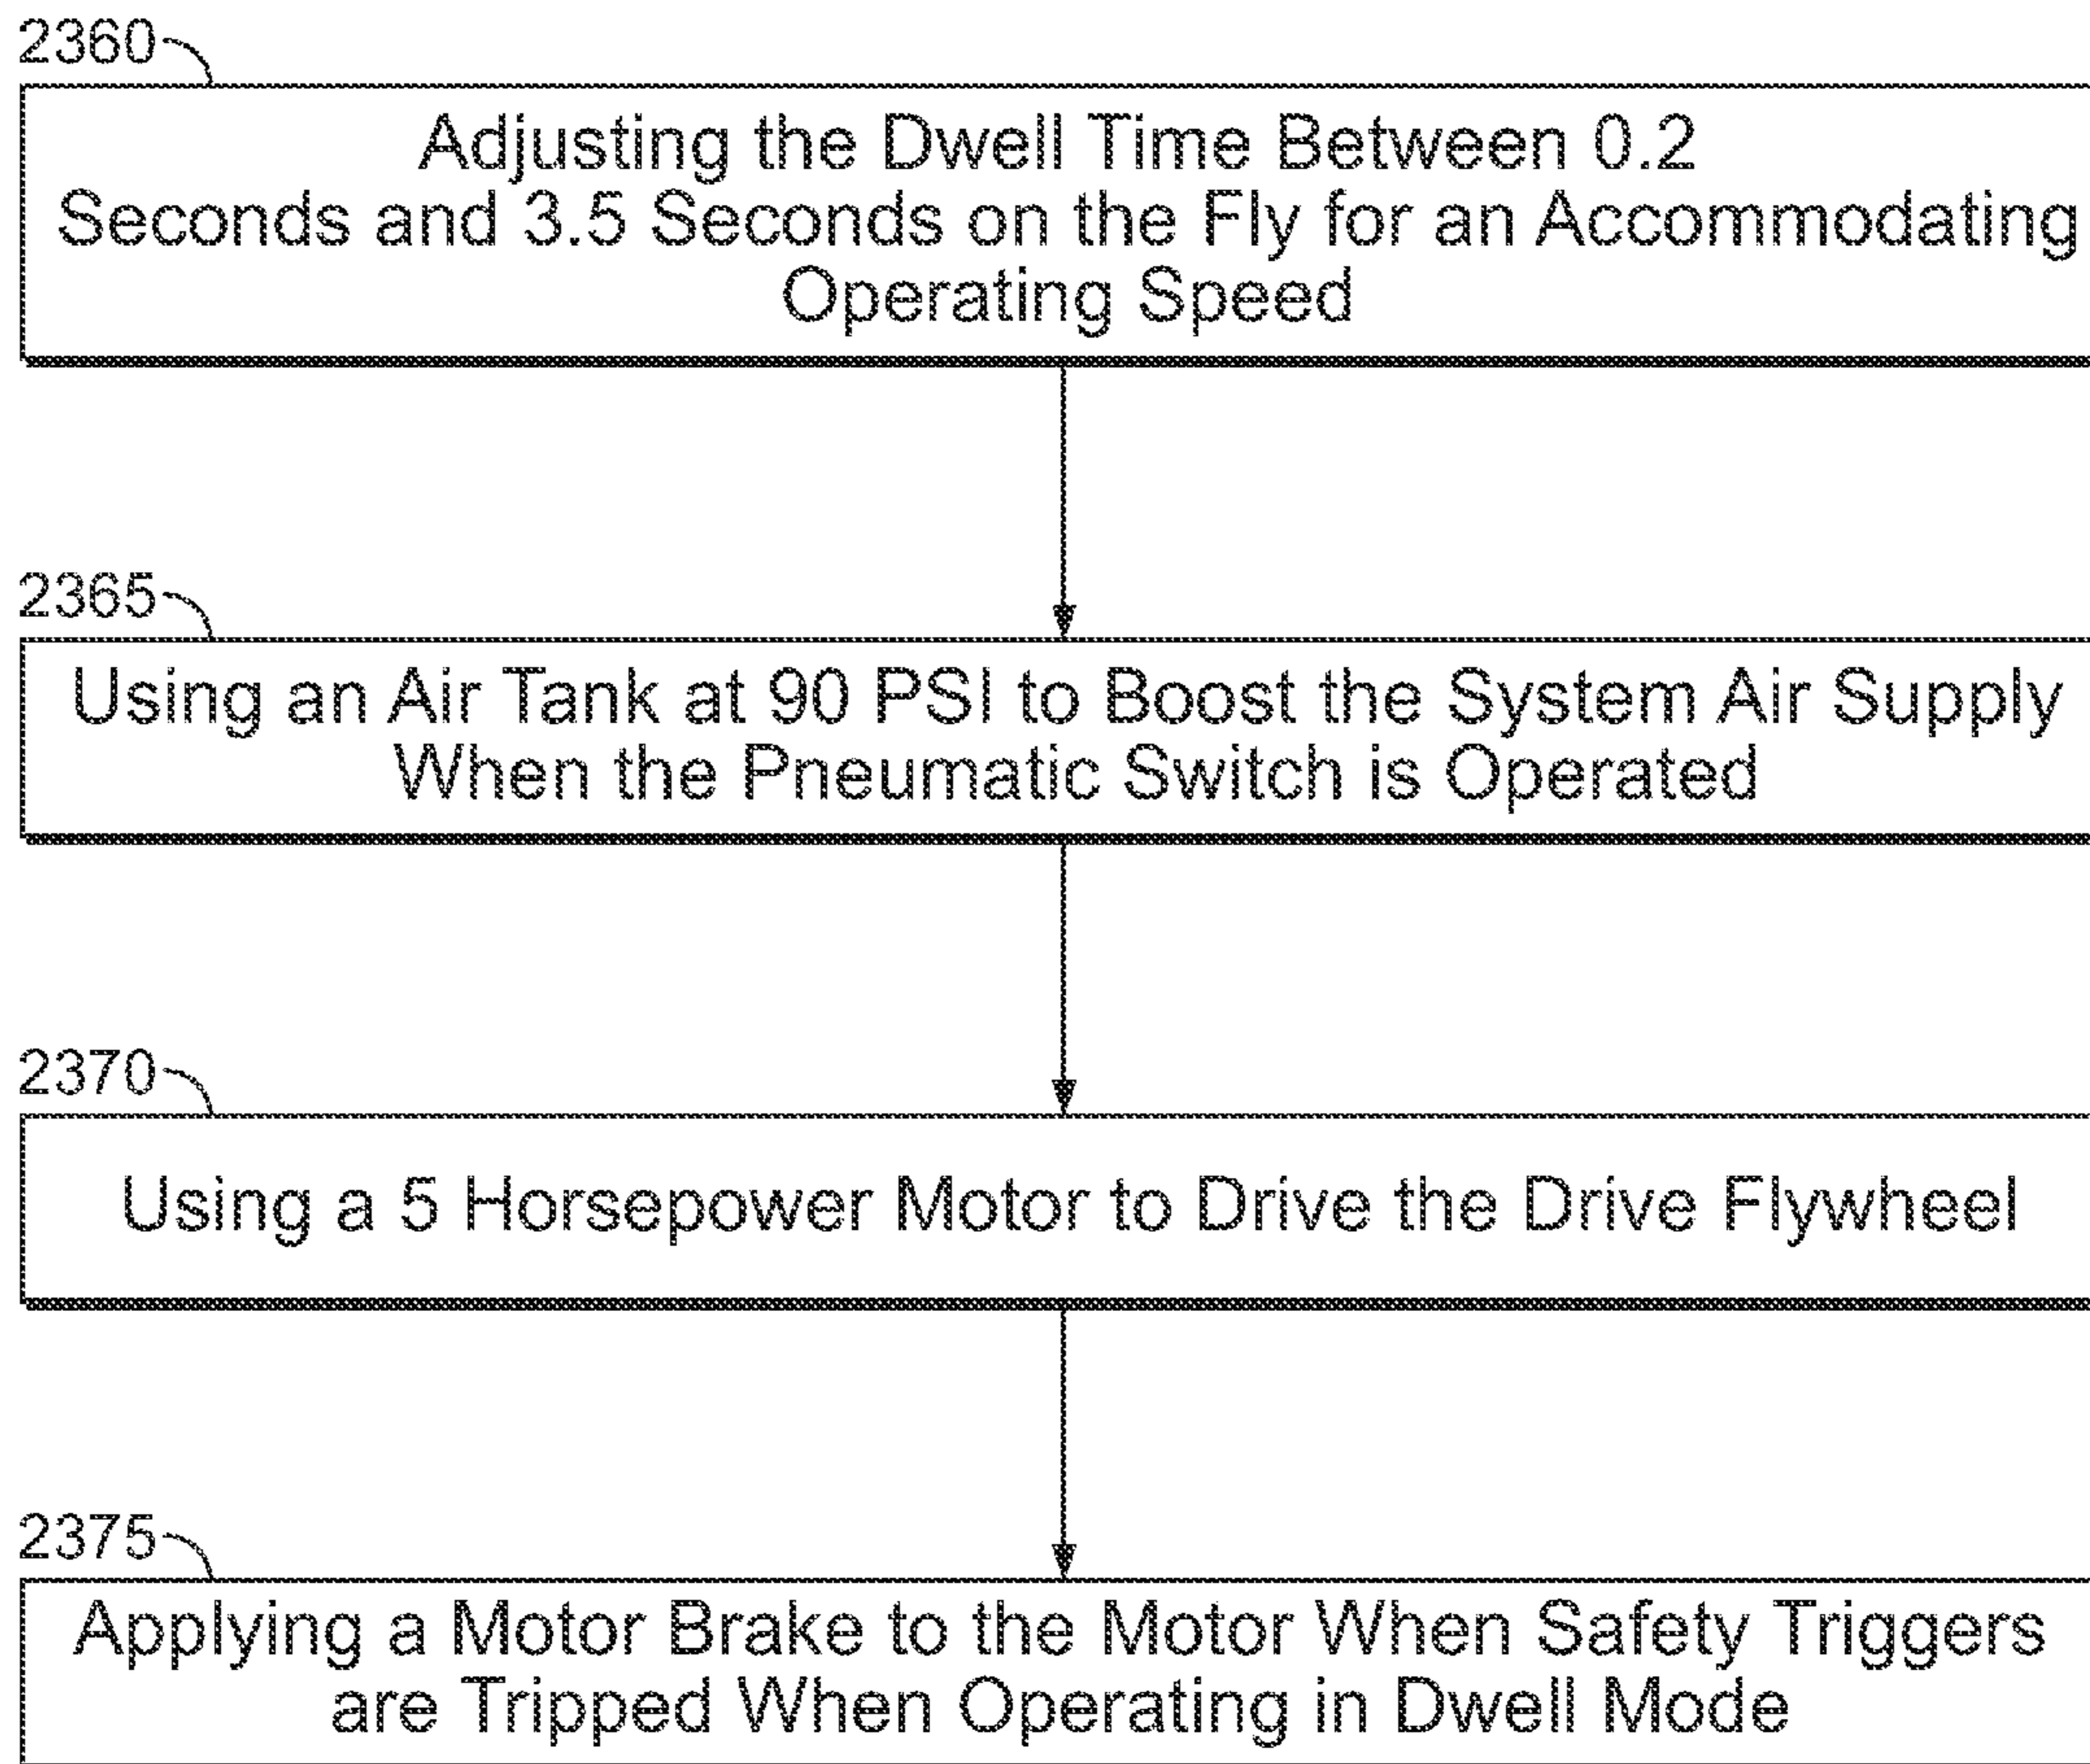 2360
Adjusting the Dwell Time Between 0.2
Seconds and 3.5 Seconds on the Fly for an Accommodating
Operating Speed
2365
Using an Air Tank at 90 PSI to Boost the System Air Supply
When the Pneumatic Switch is Operated
2370
Using a 5 Horsepower Motor to Drive the Drive Flywheel
2375
Applying a Motor Brake to the Motor When Safety Triggers
are Tripped When Operating in Dwell Mode